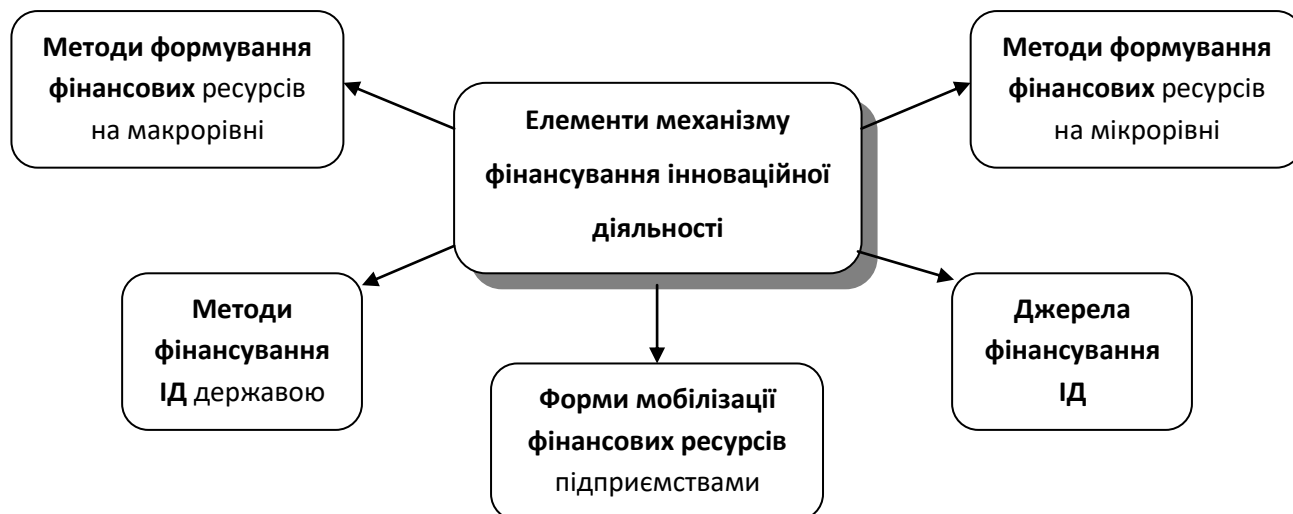 Методи формування
фінансових ресурсів
на макрорівні
Елементи механізму
фінансування інноваційної
діяльності
Методи формування
фінансових ресурсів
на мікрорівні
Методи
фінансування
ІД державою
Форми мобілізації
фінансових ресурсів
підприємствами
Джерела
фінансування
ІД